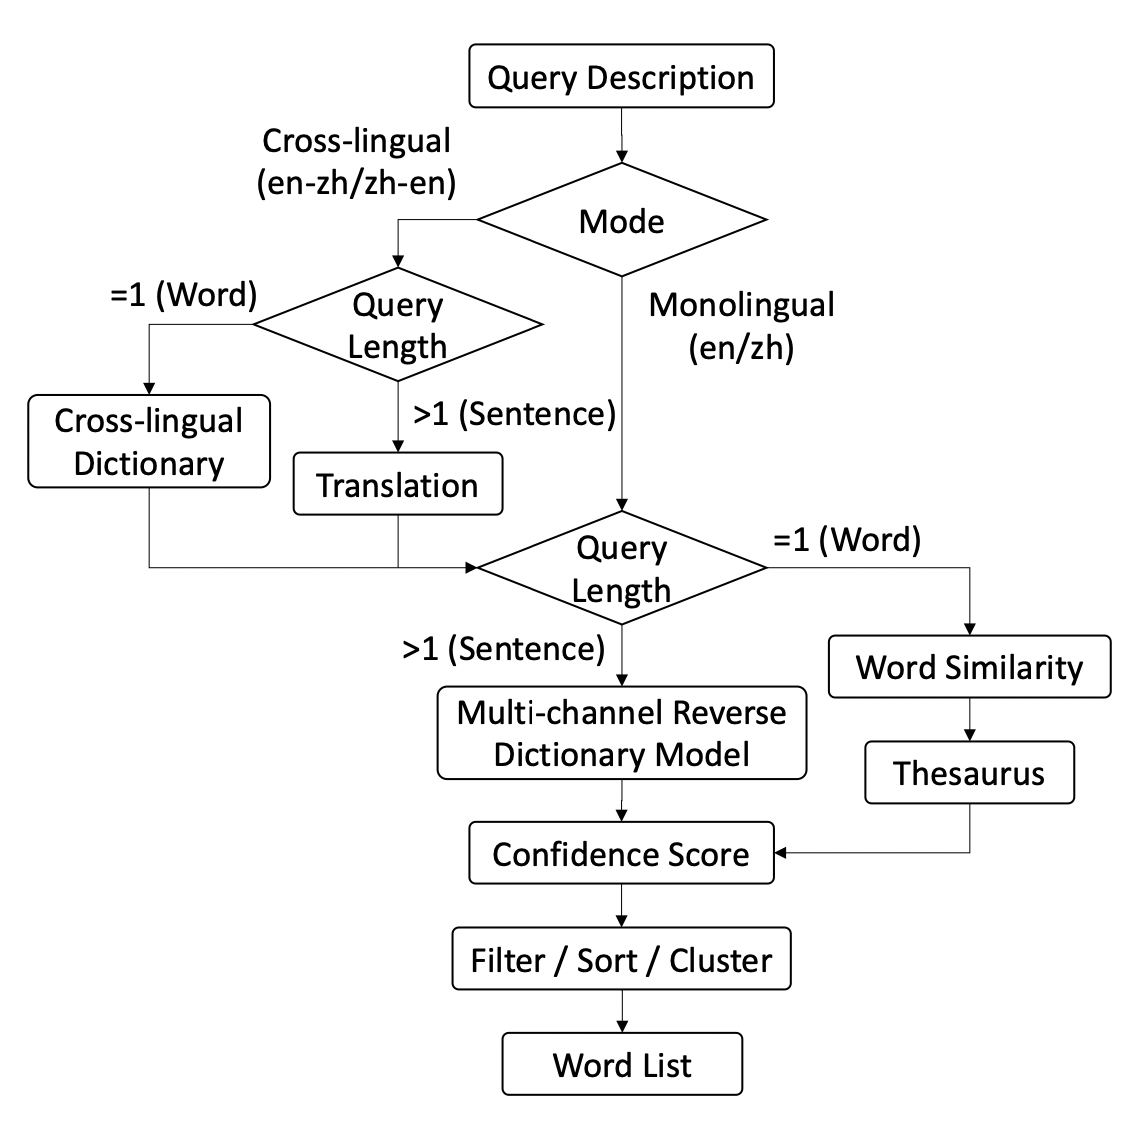 Query Description
Cross-lingual
(en-zh/zh-en)
Mode
=1 (Word)
Query
Length
Monolingual
(en/zh)
Cross-lingual
Dictionary
>1 (Sentence)
Translation
Query
Length
=1 (Word)
>1 (Sentence)
Word Similarity
Multi-channel Reverse
Dictionary Model
Thesaurus
Confidence Score
Filter / Sort / Cluster
Word List